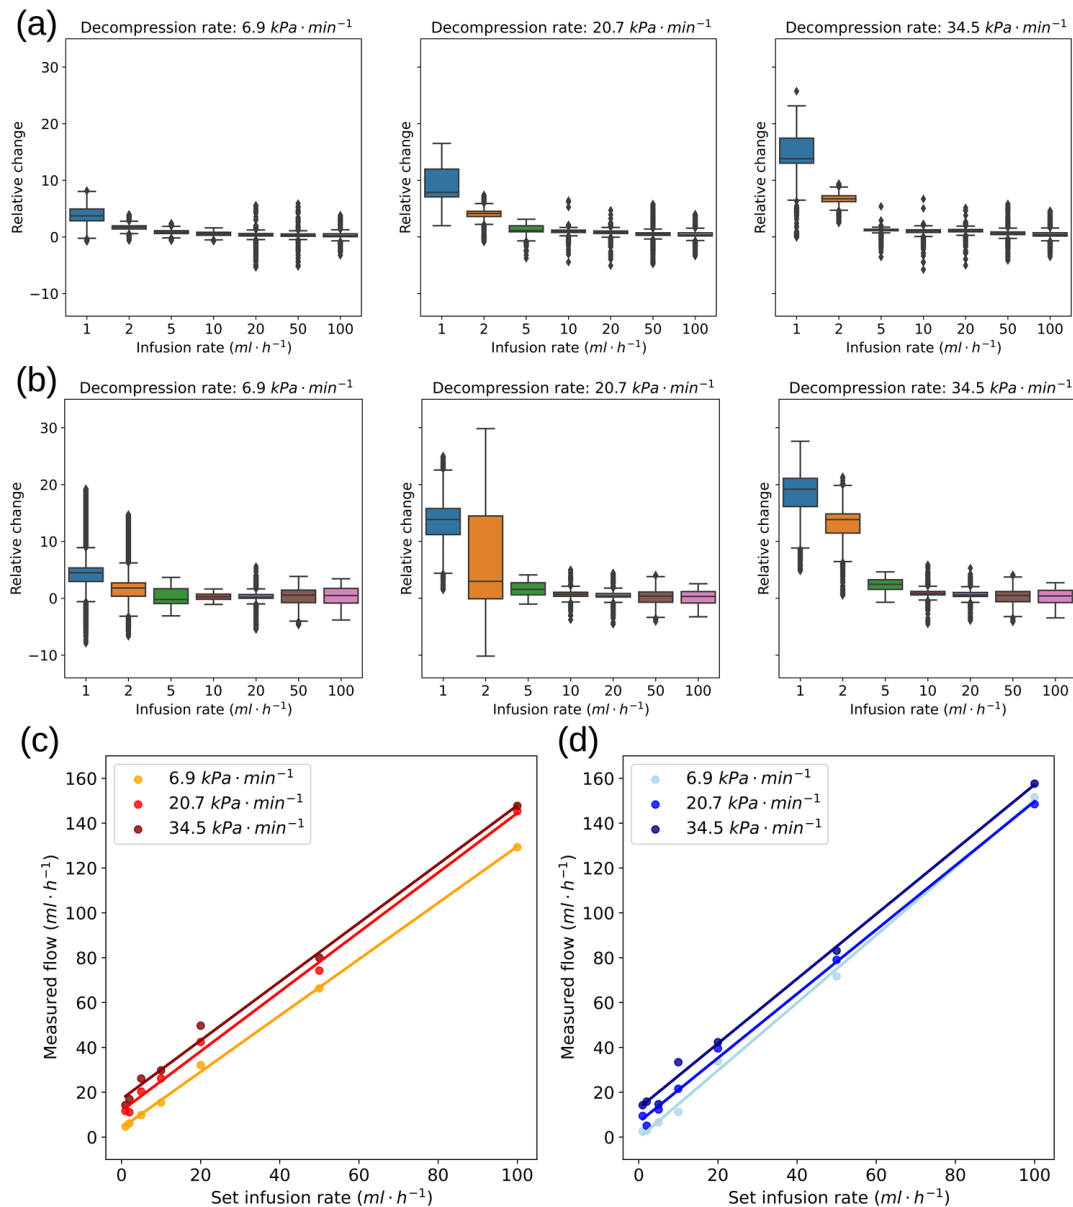 (a)
Decompression rate: 6.9 kPa · min⁻¹
Decompression rate: 20.7 kPa · min⁻¹
Decompression rate: 34.5 kPa · min⁻¹
Relative change
30
20
10
0
−10
1 2 5 10 20 50 100
Infusion rate (ml · h⁻¹)
Relative change
1 2 5 10 20 50 100
Infusion rate (ml · h⁻¹)
Relative change
1 2 5 10 20 50 100
Infusion rate (ml · h⁻¹)
(b)
Decompression rate: 6.9 kPa · min⁻¹
Decompression rate: 20.7 kPa · min⁻¹
Decompression rate: 34.5 kPa · min⁻¹
Relative change
30
20
10
0
−10
1 2 5 10 20 50 100
Infusion rate (ml · h⁻¹)
Relative change
1 2 5 10 20 50 100
Infusion rate (ml · h⁻¹)
Relative change
1 2 5 10 20 50 100
Infusion rate (ml · h⁻¹)
(c)
6.9 kPa · min⁻¹
20.7 kPa · min⁻¹
34.5 kPa · min⁻¹
Measured flow (ml · h⁻¹)
160
140
120
100
80
60
40
20
0
0 20 40 60 80 100
Set infusion rate (ml · h⁻¹)
(d)
6.9 kPa · min⁻¹
20.7 kPa · min⁻¹
34.5 kPa · min⁻¹
Measured flow (ml · h⁻¹)
160
140
120
100
80
60
40
20
0
0 20 40 60 80 100
Set infusion rate (ml · h⁻¹)